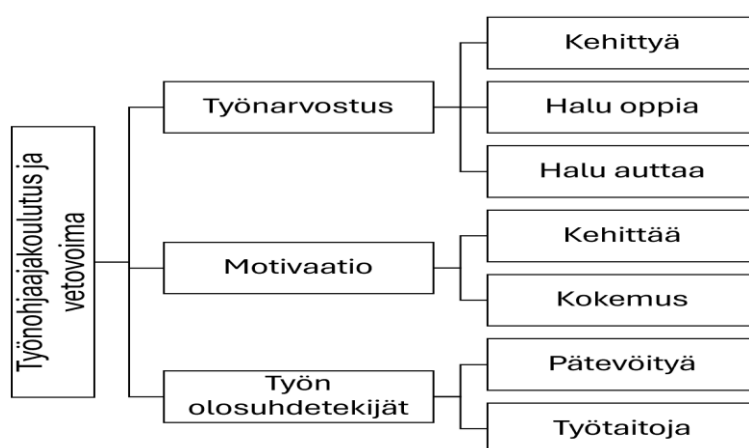 Työnohjaajakoulutus ja
vetovoima
Työnarvostus
Kehittyä
Halu oppia
Halu auttaa
Motivaatio
Kehittää
Kokemus
Työn
olosuhdetekijät
Pätevöityä
Työtaitoja